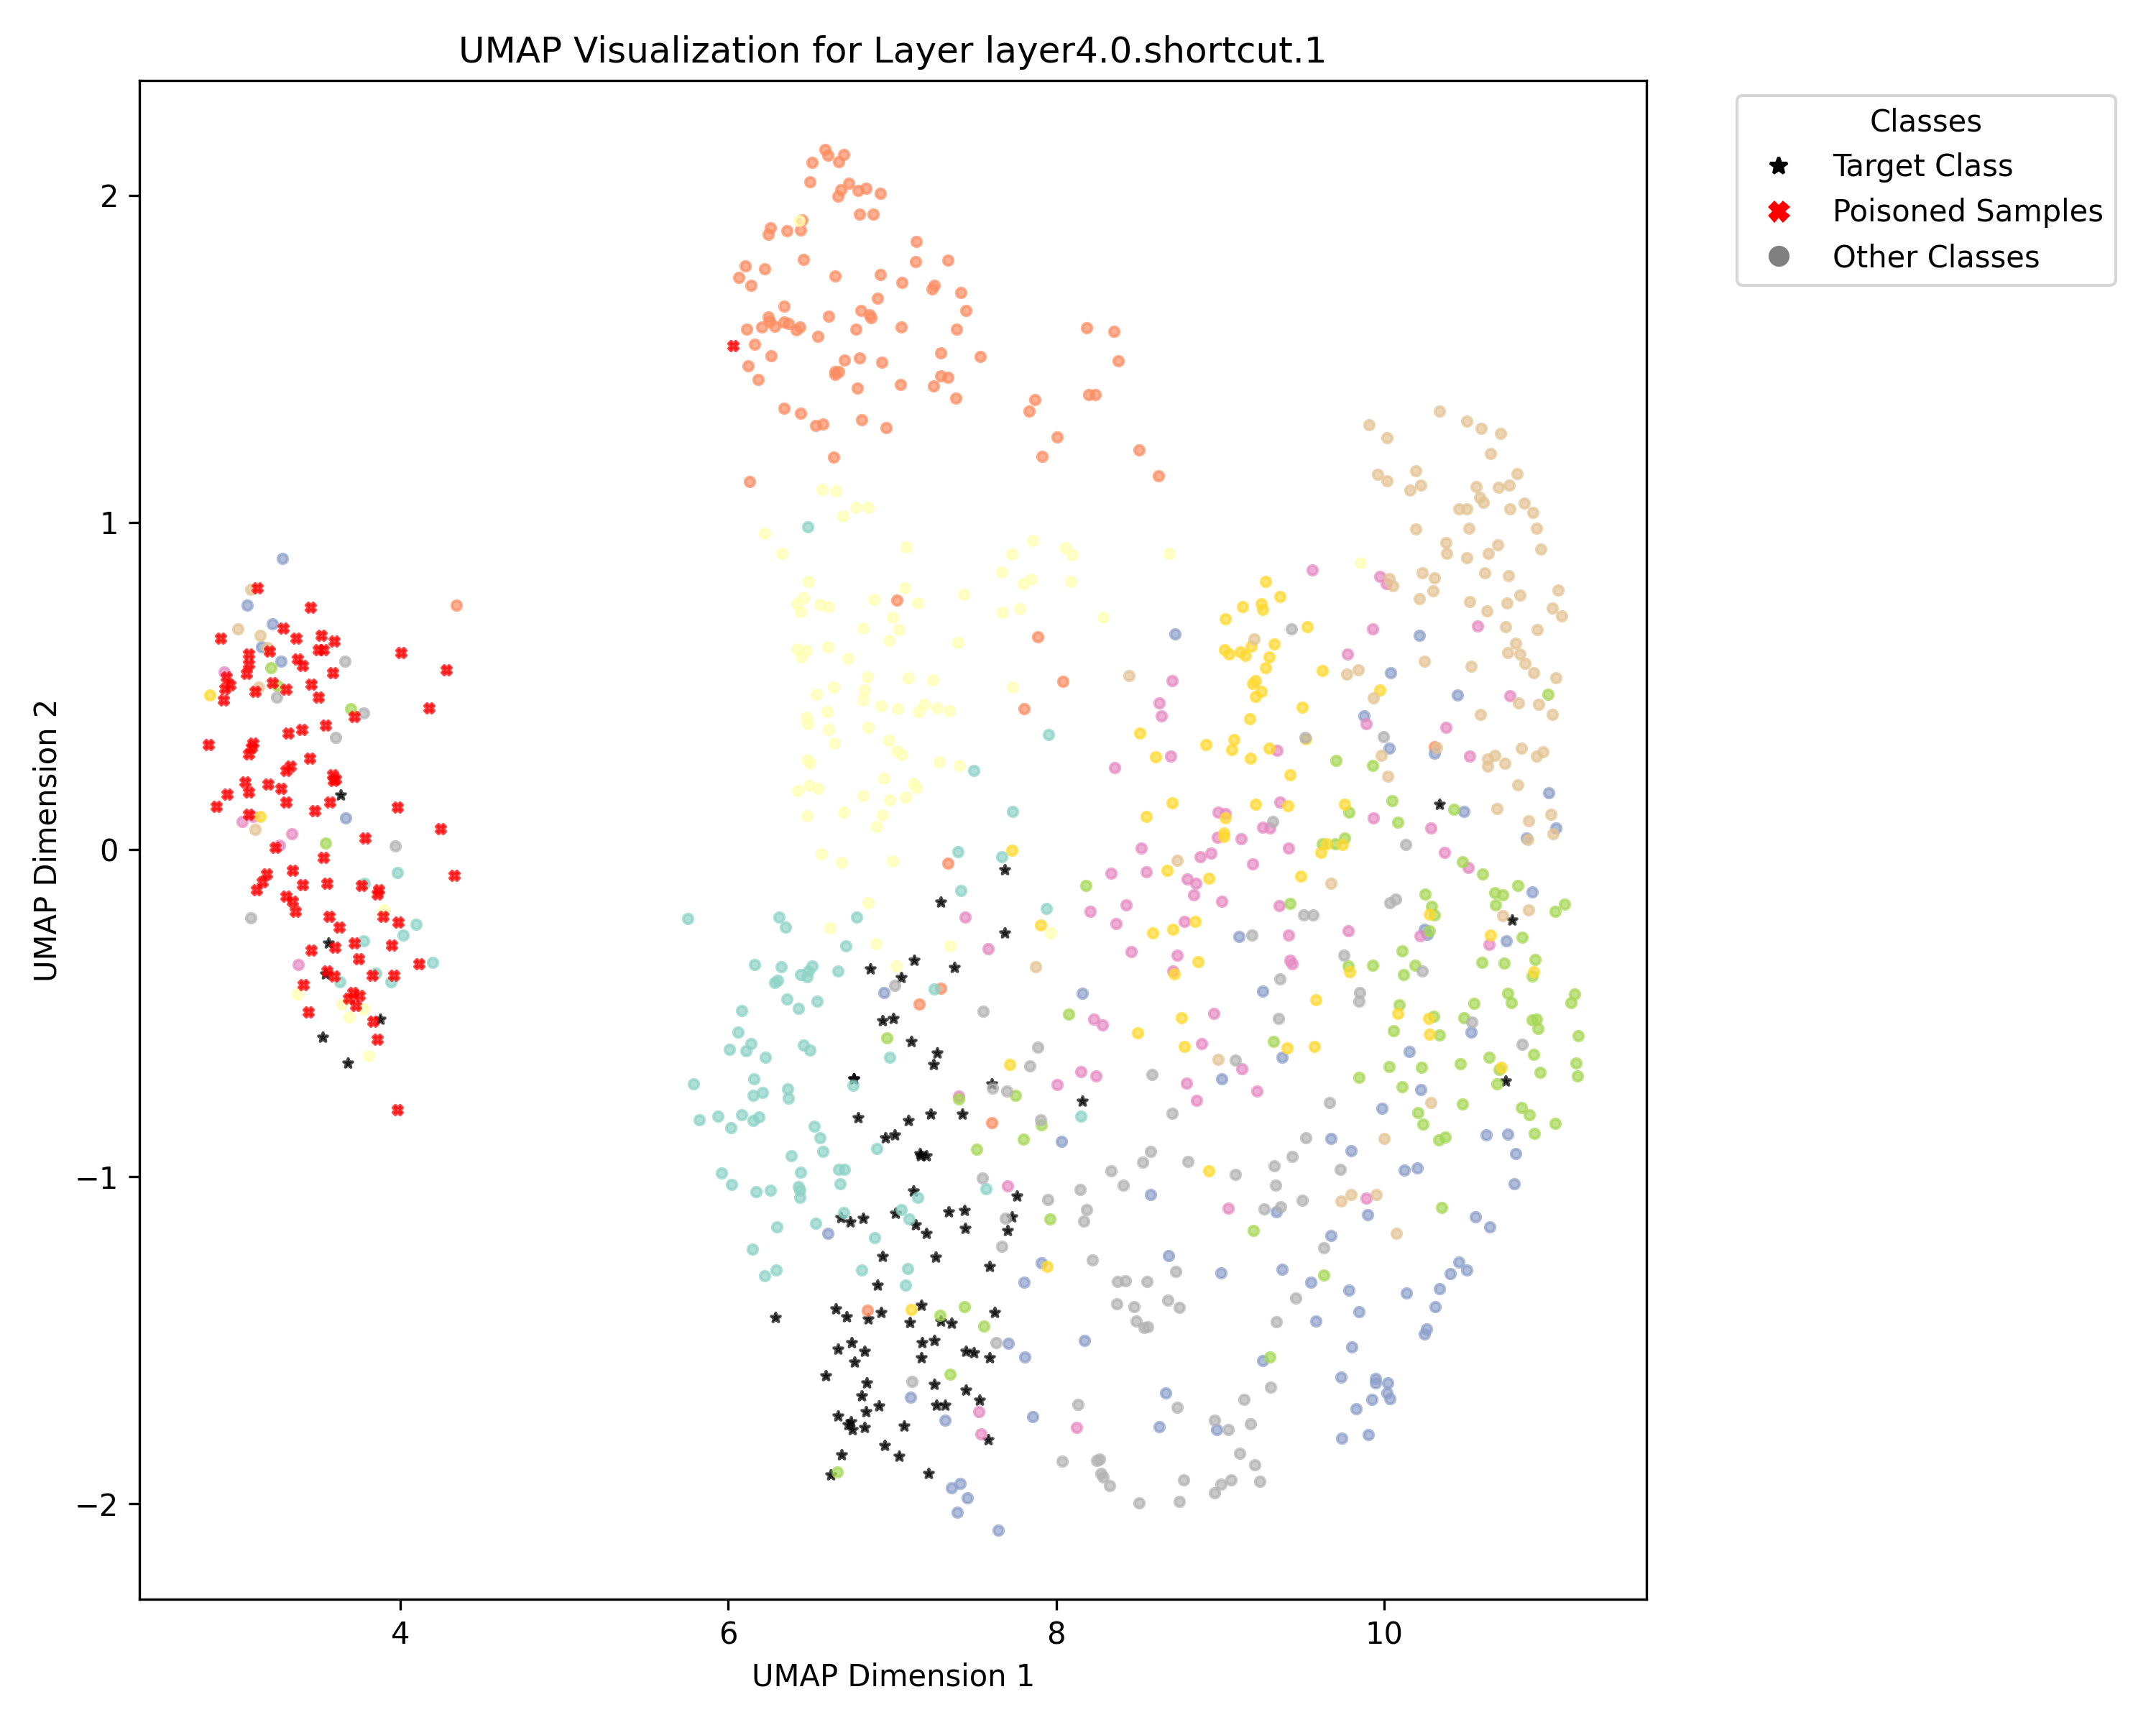 UMAP Visualization for Layer layer4.0.shortcut.1
Classes
Target Class
Poisoned Samples
Other Classes
2
1
0
−1
−2
UMAP Dimension 2
4
6
8
10
UMAP Dimension 1